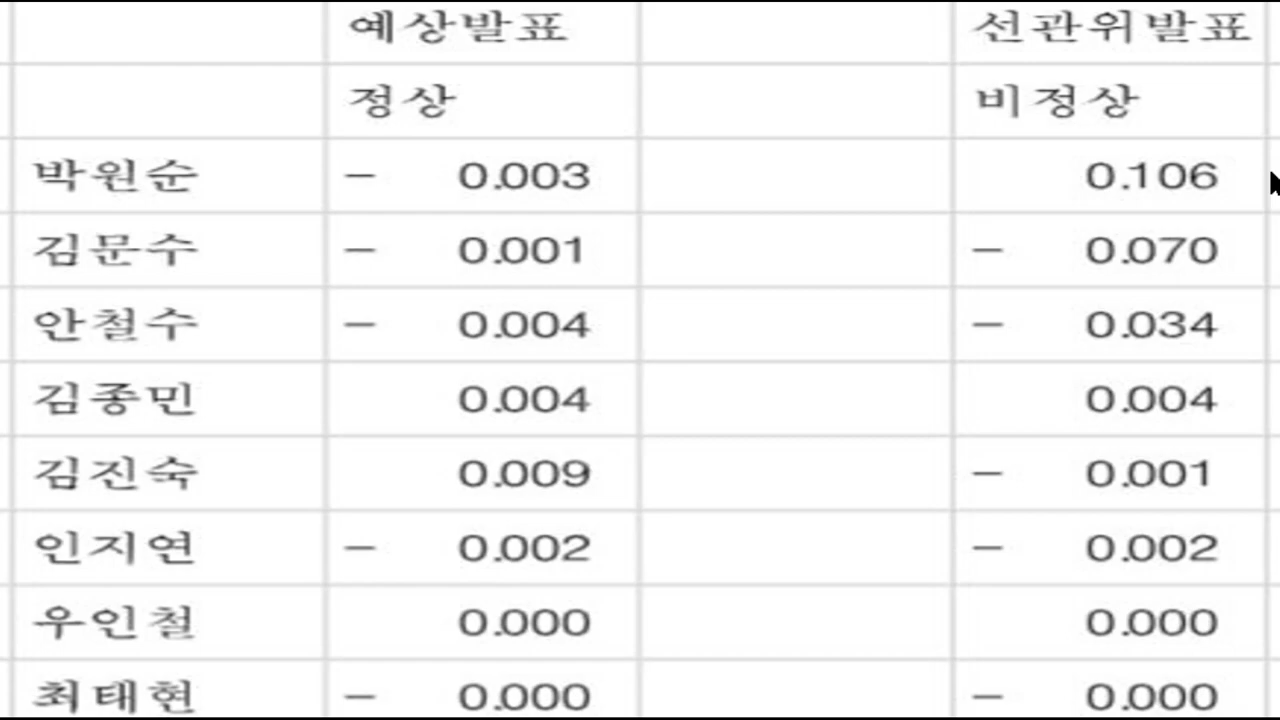 예상발표 선관위발표
정상 비정상
박원순 - 0.003 0.106
김문수 - 0.001 - 0.070
안철수 - 0.004 - 0.034
김종민 0.004 0.004
김진숙 0.009 - 0.001
인지연 - 0.002 - 0.002
우인철 0.000 0.000
최태현 - 0.000 - 0.000